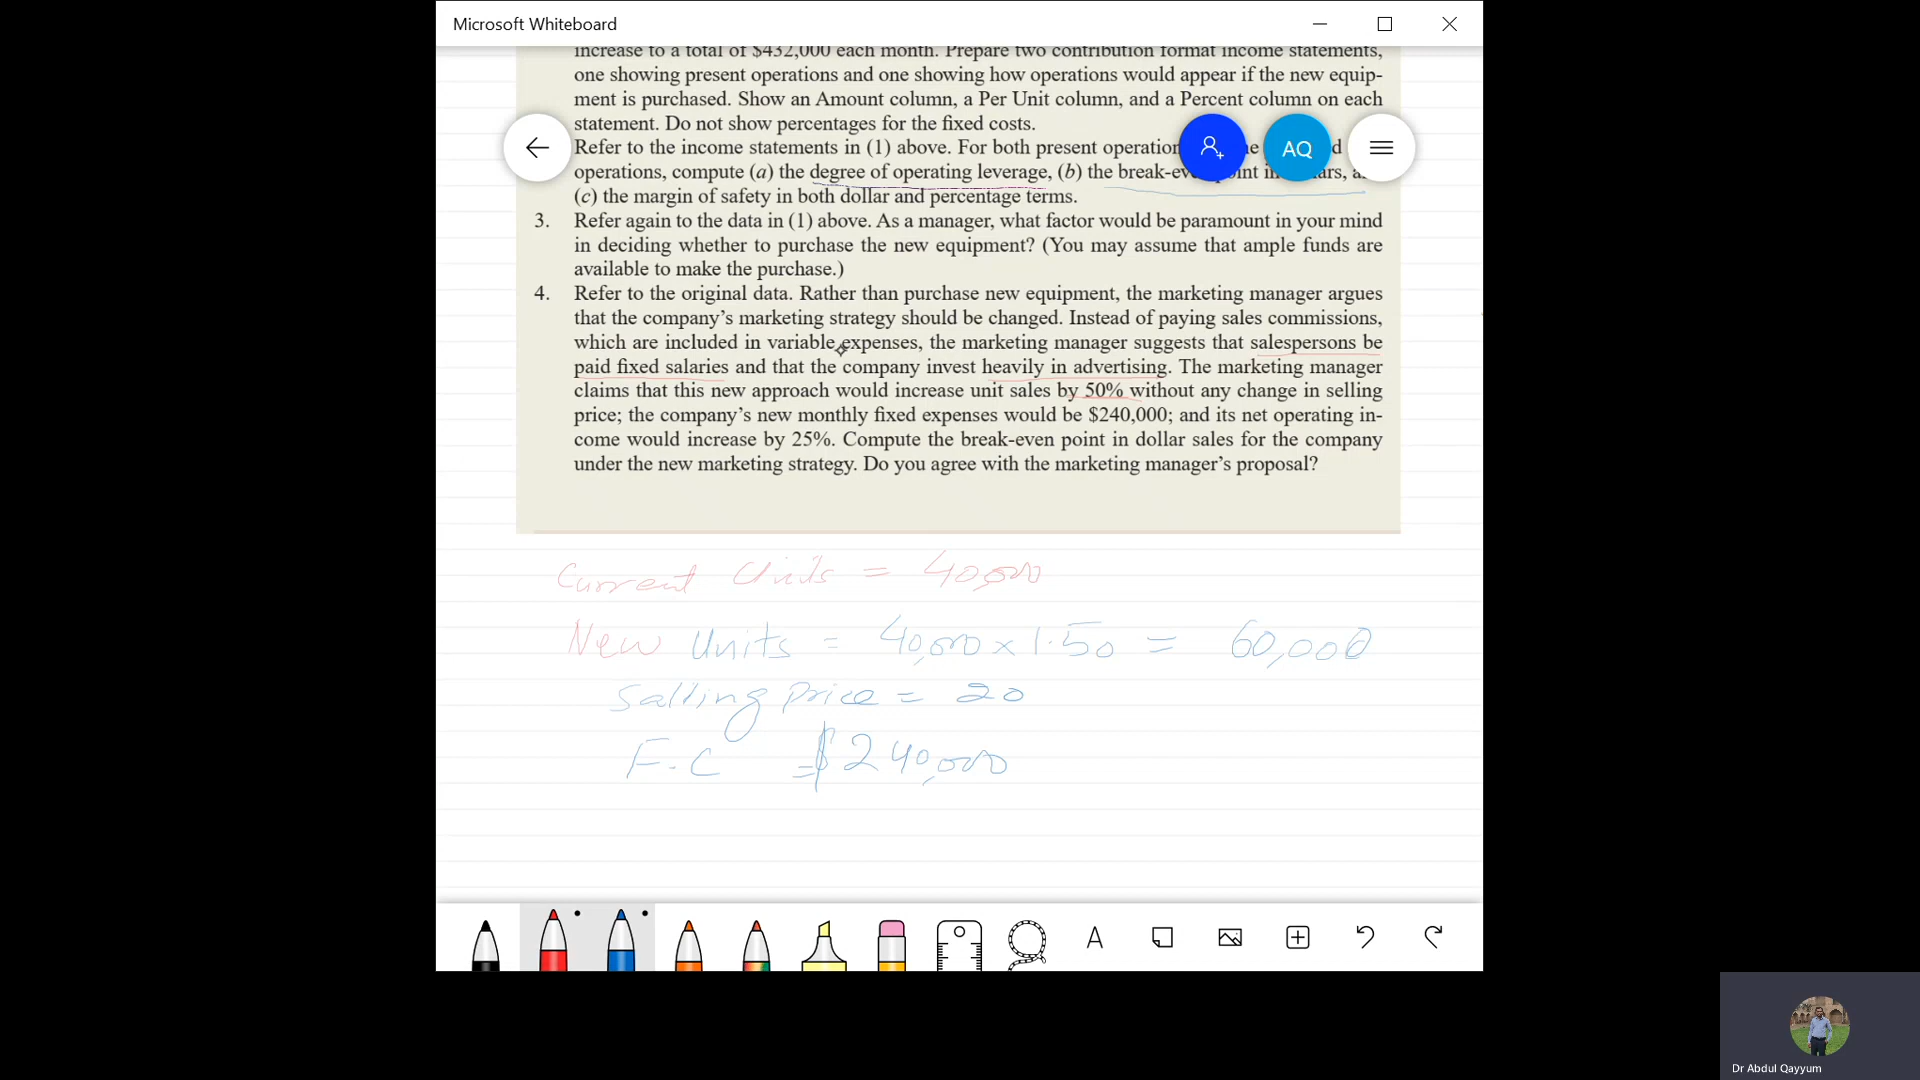 Microsoft Whiteboard
increase to a total of $432,000 each month. Prepare two contribution format income statements,
one showing present operations and one showing how operations would appear if the new equip-
ment is purchased. Show an Amount column, a Per Unit column, and a Percent column on each
statement. Do not show percentages for the fixed costs.
Refer to the income statements in (1) above. For both present operation
AQ
operations, compute (a) the degree of operating leverage, (b) the break-ev
(c) the margin of safety in both dollar and percentage terms.
3. Refer again to the data in (1) above. As a manager, what factor would be paramount in your mind
in deciding whether to purchase the new equipment? (You may assume that ample funds are
available to make the purchase.)
4. Refer to the original data. Rather than purchase new equipment, the marketing manager argues
that the company's marketing strategy should be changed. Instead of paying sales commissions,
which are included in variable expenses, the marketing manager suggests that salespersons be
paid fixed salaries and that the company invest heavily in advertising. The marketing manager
claims that this new approach would increase unit sales by 50% without any change in selling
price; the company's new monthly fixed expenses would be $240,000; and its net operating in-
come would increase by 25%. Compute the break-even point in dollar sales for the company
under the new marketing strategy. Do you agree with the marketing manager's proposal?
Current Units = 40,000
New Units = 40,000 x 1.50 = 60,000
Salling Price = 20
F.C = $240,000
A
Dr Abdul Qayyum